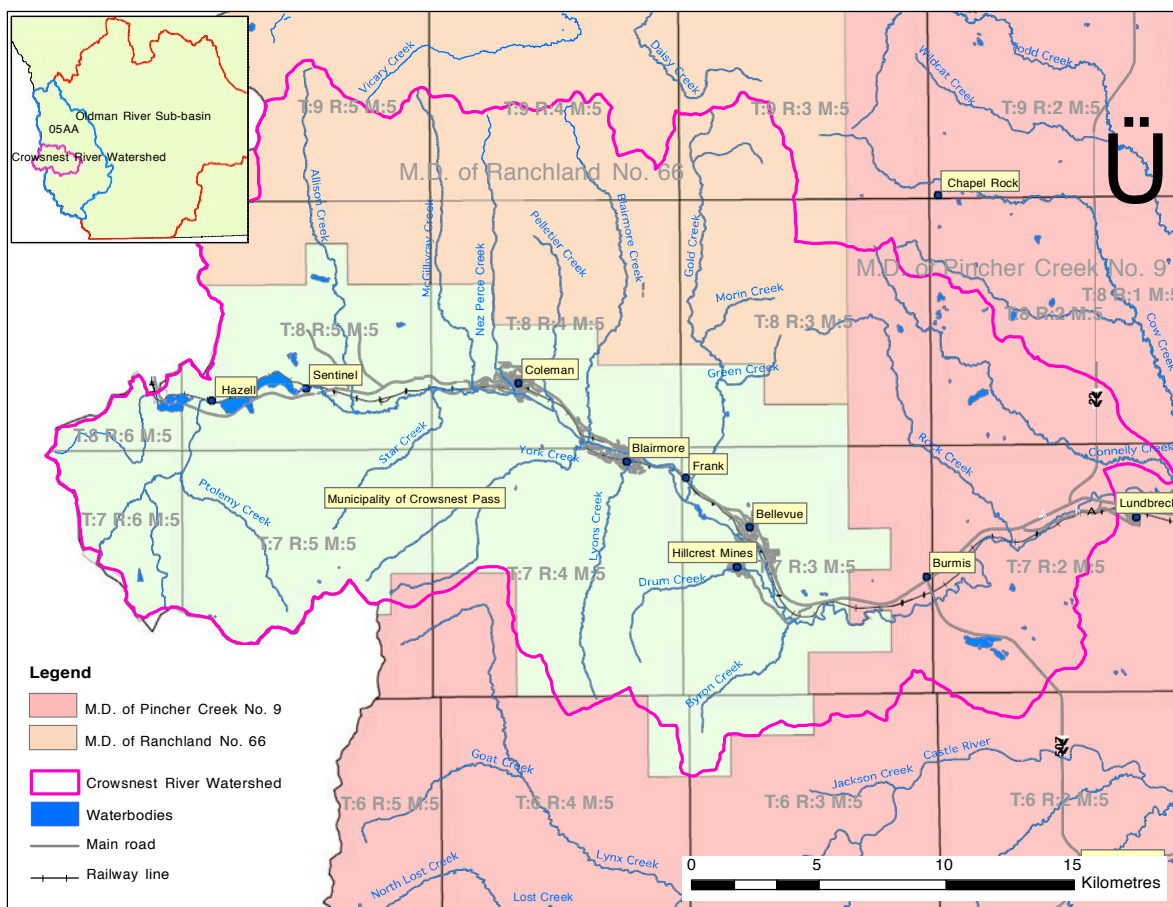 Oldman River Sub-basin
05AA
Crowsnest River Watershed
Vicary Creek
Daisy Creek
Todd Creek
Wildcat Creek
T:9 R:5 M:5
T:9 R:4 M:5
T:9 R:3 M:5
T:9 R:2 M:5
Ü
M.D. of Ranchland No. 66
Chapel Rock
Allison Creek
McGillivray Creek
Nez Perce Creek
Pelletier Creek
Blairmore Creek
Gold Creek
Morin Creek
M.D. of Pincher Creek No. 9
T:8 R:1 M:5
T:8 R:5 M:5
T:8 R:4 M:5
T:8 R:3 M:5
T:8 R:2 M:5
Cow Creek
Green Creek
Sentinel
Coleman
Hazell
22
T:8 R:6 M:5
Star Creek
York Creek
Blairmore
Frank
Rock Creek
Connelly Creek
Ptolemy Creek
Municipality of Crowsnest Pass
Lundbreck
T:7 R:6 M:5
T:7 R:5 M:5
Lyons Creek
Bellevue
Hillcrest Mines
T:7 R:4 M:5
Drum Creek
T:7 R:3 M:5
Burmis
T:7 R:2 M:5
Byron Creek
Legend
M.D. of Pincher Creek No. 9
M.D. of Ranchland No. 66
Crowsnest River Watershed
Waterbodies
Main road
Railway line
Goat Creek
Castle River
507
Jackson Creek
T:6 R:5 M:5
T:6 R:4 M:5
T:6 R:3 M:5
T:6 R:2 M:5
North Lost Creek
Lynx Creek
Lost Creek
0 5 10 15
Kilometres